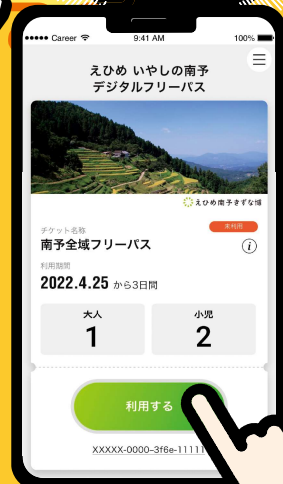 Career 9:41 AM 100%
えひめ いやしの南予
デジタルフリーパス
えひめ南予きずな博
チケット名称
未利用
南予全域フリーパス
i
利用期間
2022.4.25 から3日間
大人 小児
1 2
利用する
XXXXX-0000-3f6e-11111